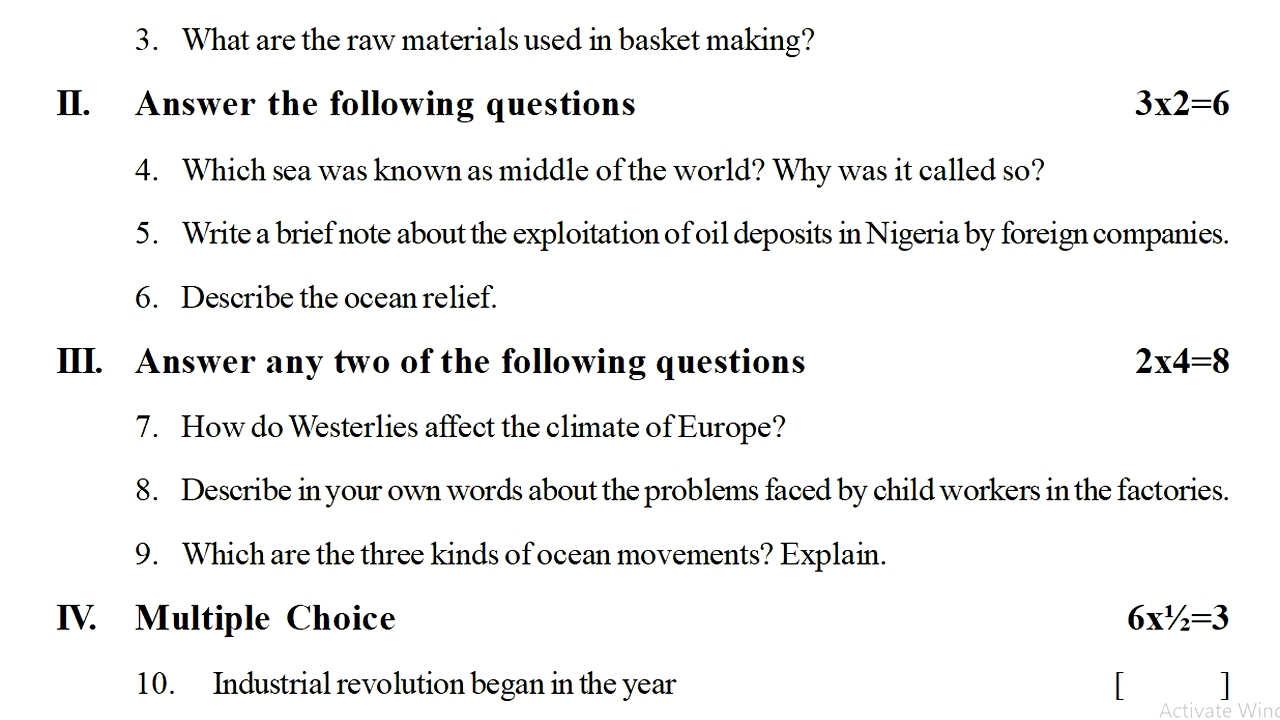 3. What are the raw materials used in basket making?
II. Answer the following questions 3x2=6
4. Which sea was known as middle of the world? Why was it called so?
5. Write a brief note about the exploitation of oil deposits in Nigeria by foreign companies.
6. Describe the ocean relief.
III. Answer any two of the following questions 2x4=8
7. How do Westerlies affect the climate of Europe?
8. Describe in your own words about the problems faced by child workers in the factories.
9. Which are the three kinds of ocean movements? Explain.
IV. Multiple Choice 6x½=3
10. Industrial revolution began in the year [ ]
Activate Wind